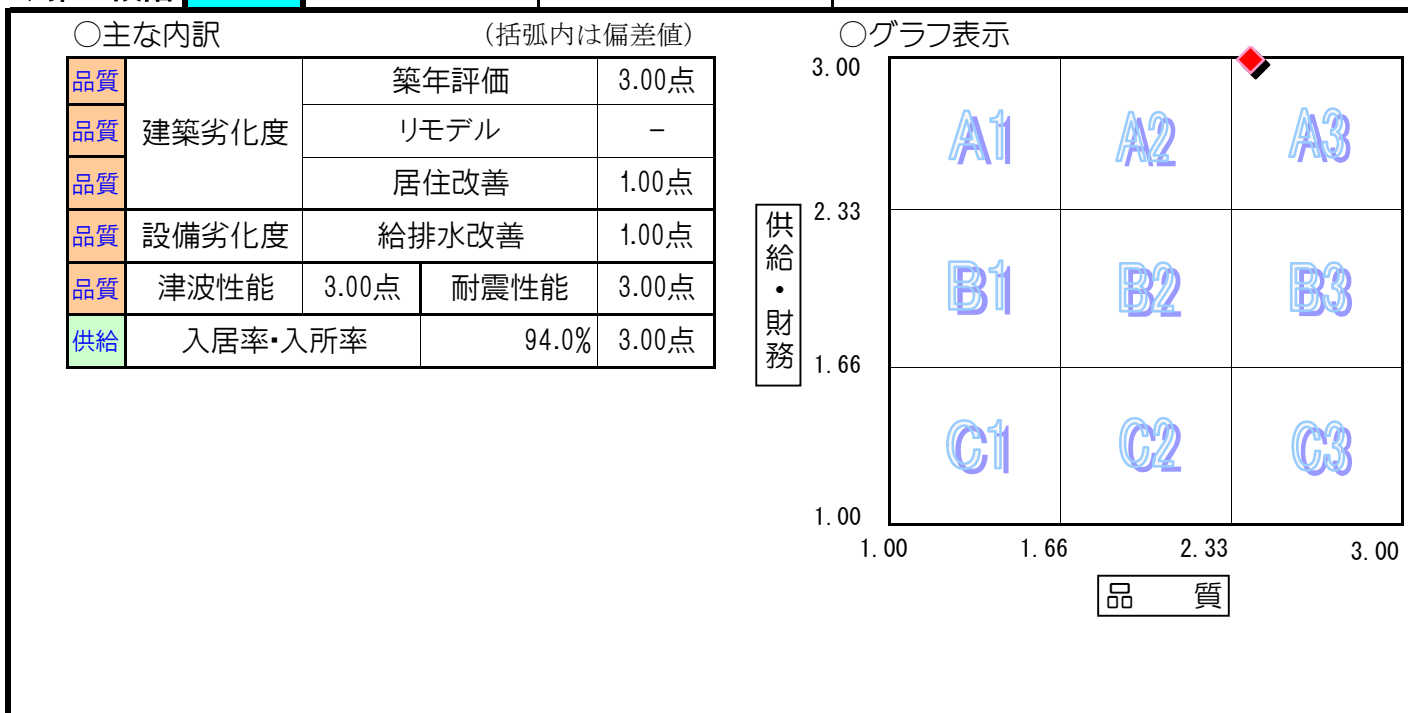 ○主な内訳 (括弧内は偏差値)
品質 建築劣化度 築年評価 3.00点
品質 リモデル −
品質 居住改善 1.00点
品質 設備劣化度 給排水改善 1.00点
品質 津波性能 3.00点 耐震性能 3.00点
供給 入居率・入所率 94.0% 3.00点
○グラフ表示
供給・財務
3.00
2.33
1.66
1.00
A1 A2 A3
B1 B2 B3
C1 C2 C3
1.00 1.66 2.33 3.00
品 質